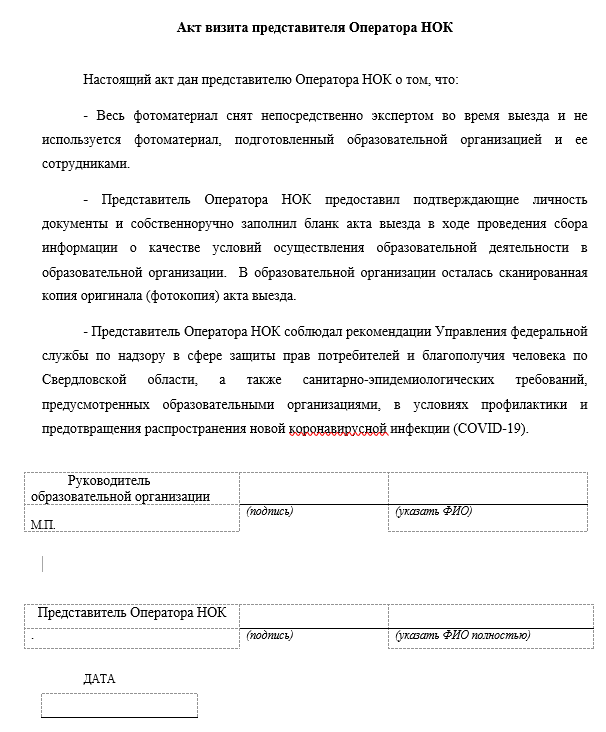 Акт визита представителя Оператора НОК
Настоящий акт дан представителю Оператора НОК о том, что:
- Весь фотоматериал снят непосредственно экспертом во время выезда и не
используется фотоматериал, подготовленный образовательной организацией и ее
сотрудниками.
- Представитель Оператора НОК предоставил подтверждающие личность
документы и собственноручно заполнил бланк акта выезда в ходе проведения сбора
информации о качестве условий осуществления образовательной деятельности в
образовательной организации. В образовательной организации осталась сканированная
копия оригинала (фотокопия) акта выезда.
- Представитель Оператора НОК соблюдал рекомендации Управления федеральной
службы по надзору в сфере защиты прав потребителей и благополучия человека по
Свердловской области, а также санитарно-эпидемиологических требований,
предусмотренных образовательными организациями, в условиях профилактики и
предотвращения распространения новой коронавирусной инфекции (COVID-19).
Руководитель
образовательной организации
(подпись) (указать ФИО)
М.П.
Представитель Оператора НОК
. (подпись) (указать ФИО полностью)
ДАТА